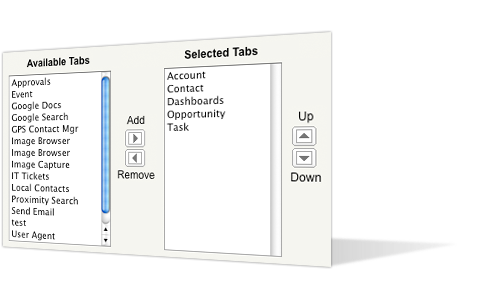 Available Tabs
Approvals
Event
Google Docs
Google Search
GPS Contact Mgr
Image Browser
Image Browser
Image Capture
IT Tickets
Local Contacts
Proximity Search
Send Email
test
User Agent
Add
Remove
Selected Tabs
Account
Contact
Dashboards
Opportunity
Task
Up
Down